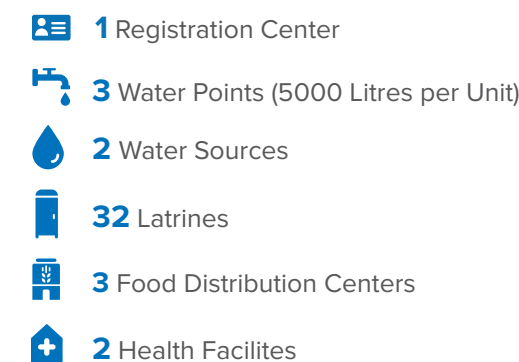 1 Registration Center
3 Water Points (5000 Litres per Unit)
2 Water Sources
32 Latrines
3 Food Distribution Centers
2 Health Facilites